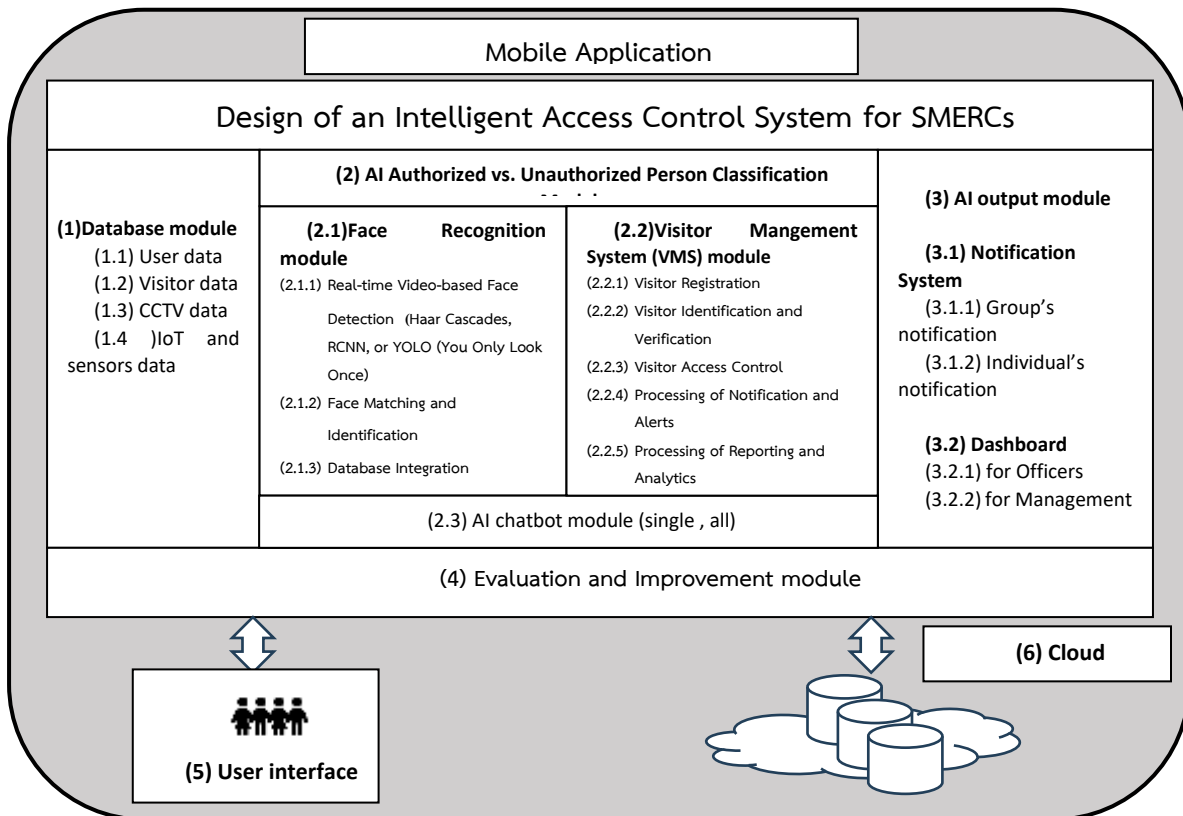 Mobile Application
Design of an Intelligent Access Control System for SMERCs
(1)Database module
(1.1) User data
(1.2) Visitor data
(1.3) CCTV data
(1.4 )IoT and
sensors data
(2) AI Authorized vs. Unauthorized Person Classification
(2.1)Face Recognition
module
(2.1.1) Real-time Video-based Face
Detection (Haar Cascades,
RCNN, or YOLO (You Only Look
Once)
(2.1.2) Face Matching and
Identification
(2.1.3) Database Integration
(2.2)Visitor Mangement
System (VMS) module
(2.2.1) Visitor Registration
(2.2.2) Visitor Identification and
Verification
(2.2.3) Visitor Access Control
(2.2.4) Processing of Notification and
Alerts
(2.2.5) Processing of Reporting and
Analytics
(2.3) AI chatbot module (single , all)
(3) AI output module
(3.1) Notification
System
(3.1.1) Group's
notification
(3.1.2) Individual's
notification
(3.2) Dashboard
(3.2.1) for Officers
(3.2.2) for Management
(4) Evaluation and Improvement module
(5) User interface
(6) Cloud